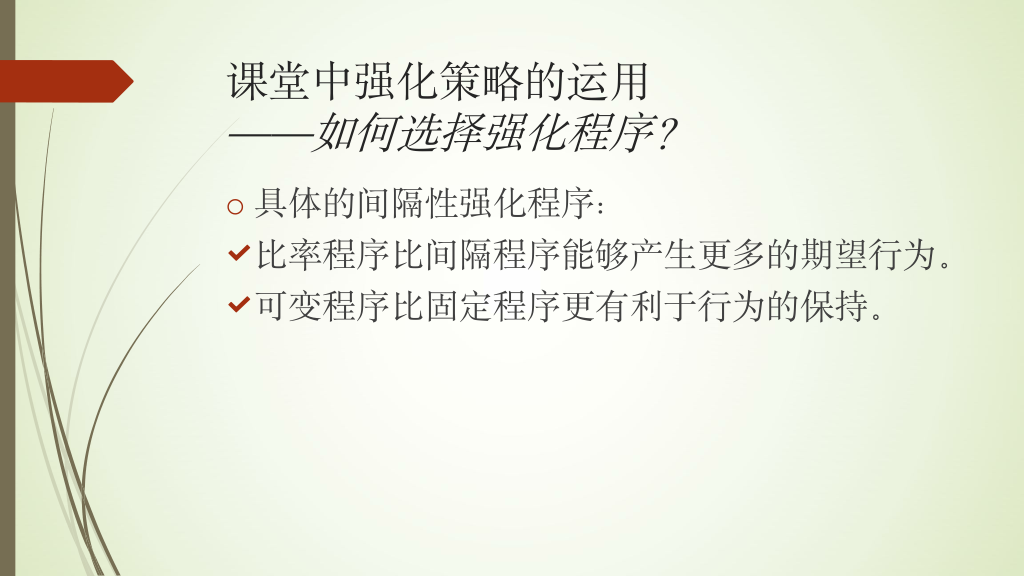 课堂中强化策略的运用
——如何选择强化程序？
具体的间隔性强化程序：
比率程序比间隔程序能够产生更多的期望行为。
可变程序比固定程序更有利于行为的保持。